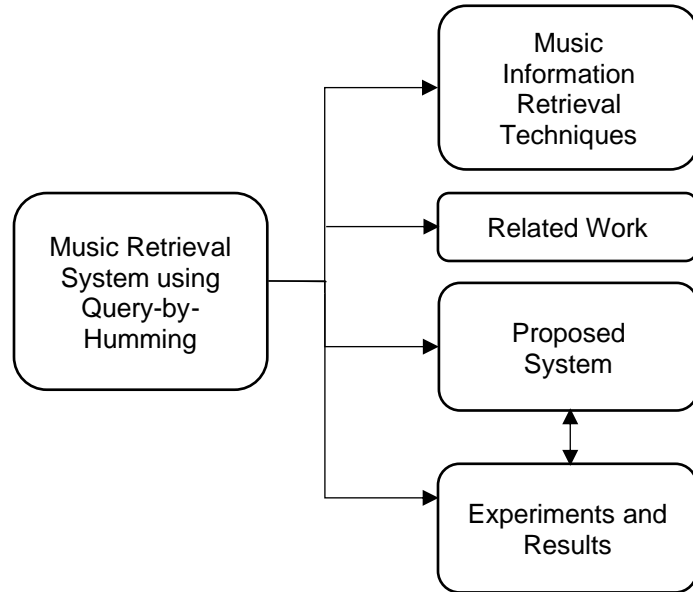 Music
Information
Retrieval
Techniques
Related Work
Music Retrieval
System using
Query-by-
Humming
Proposed
System
Experiments and
Results